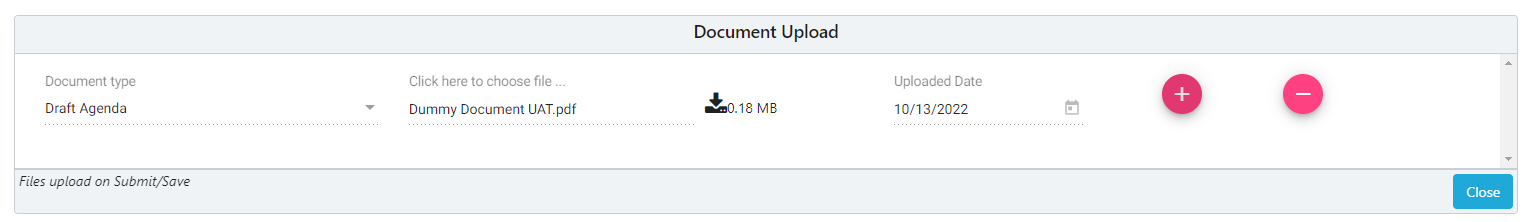 Document Upload
Document type
Click here to choose file ...
Uploaded Date
Draft Agenda
Dummy Document UAT.pdf
0.18 MB
10/13/2022
Files upload on Submit/Save
Close